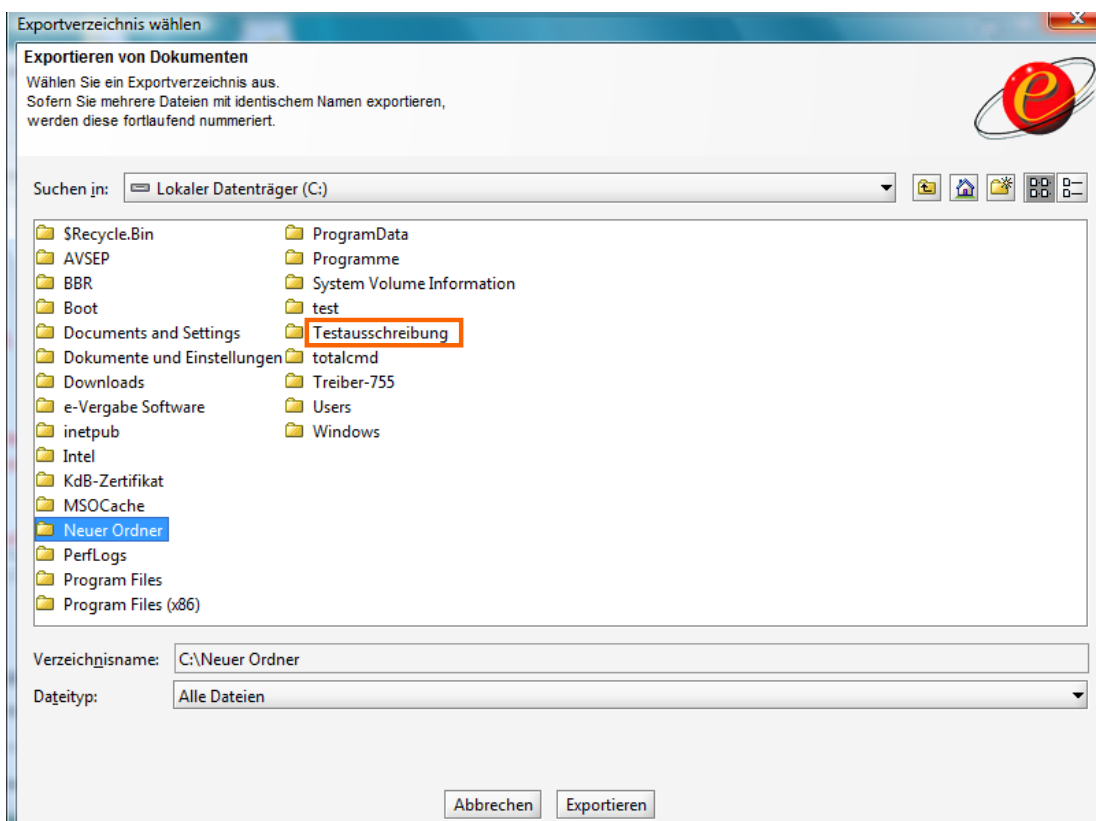 Exportverzeichnis wählen
X
Exportieren von Dokumenten
Wählen Sie ein Exportverzeichnis aus.
Sofern Sie mehrere Dateien mit identischem Namen exportieren,
werden diese fortlaufend nummeriert.
e
Suchen in: Lokaler Datenträger (C:)
$Recycle.Bin
AVSEP
BBR
Boot
Documents and Settings
Dokumente und Einstellungen
Downloads
e-Vergabe Software
inetpub
Intel
KdB-Zertifikat
MSOCache
Neuer Ordner
PerfLogs
Program Files
Program Files (x86)
ProgramData
Programme
System Volume Information
test
Testausschreibung
totalcmd
Treiber-755
Users
Windows
Verzeichnisname: C:\Neuer Ordner
Dateityp: Alle Dateien
Abbrechen Exportieren